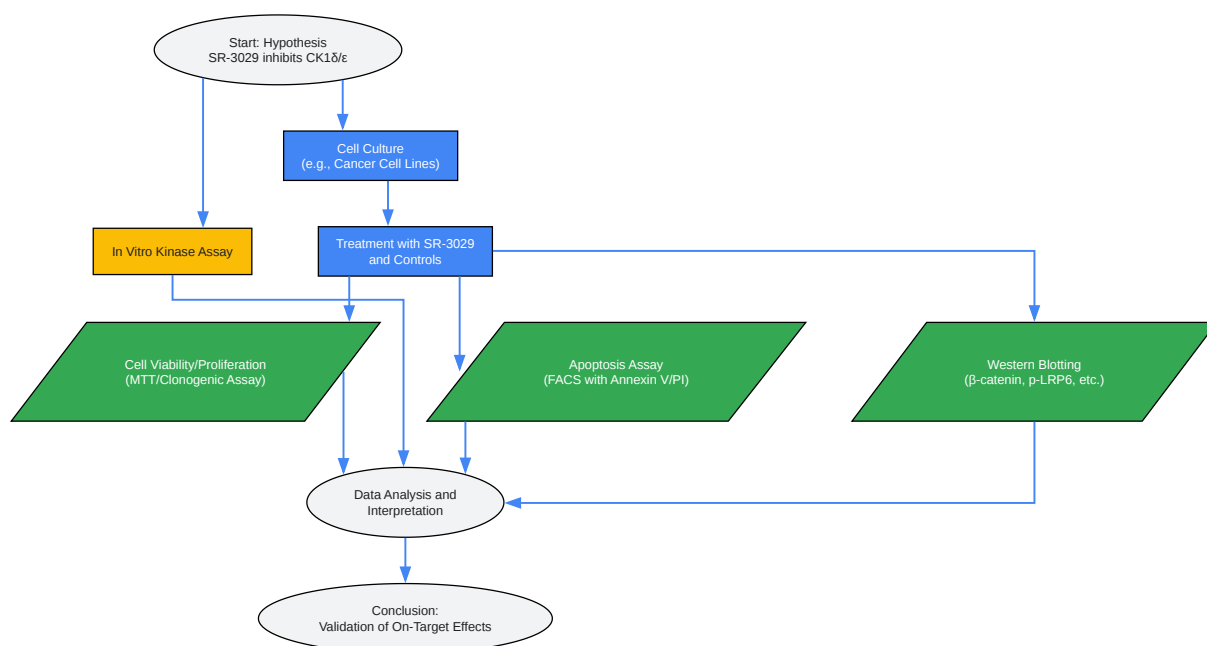 Start: Hypothesis
SR-3029 inhibits CK1δ/ε
Cell Culture
(e.g., Cancer Cell Lines)
In Vitro Kinase Assay
Treatment with SR-3029
and Controls
Cell Viability/Proliferation
(MTT/Clonogenic Assay)
Apoptosis Assay
(FACS with Annexin V/PI)
Western Blotting
(β-catenin, p-LRP6, etc.)
Data Analysis and
Interpretation
Conclusion:
Validation of On-Target Effects